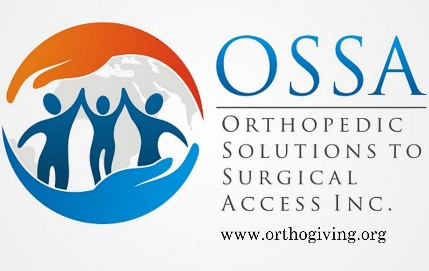 OSSA
Orthopedic
Solutions to
Surgical
Access Inc.
www.orthogiving.org